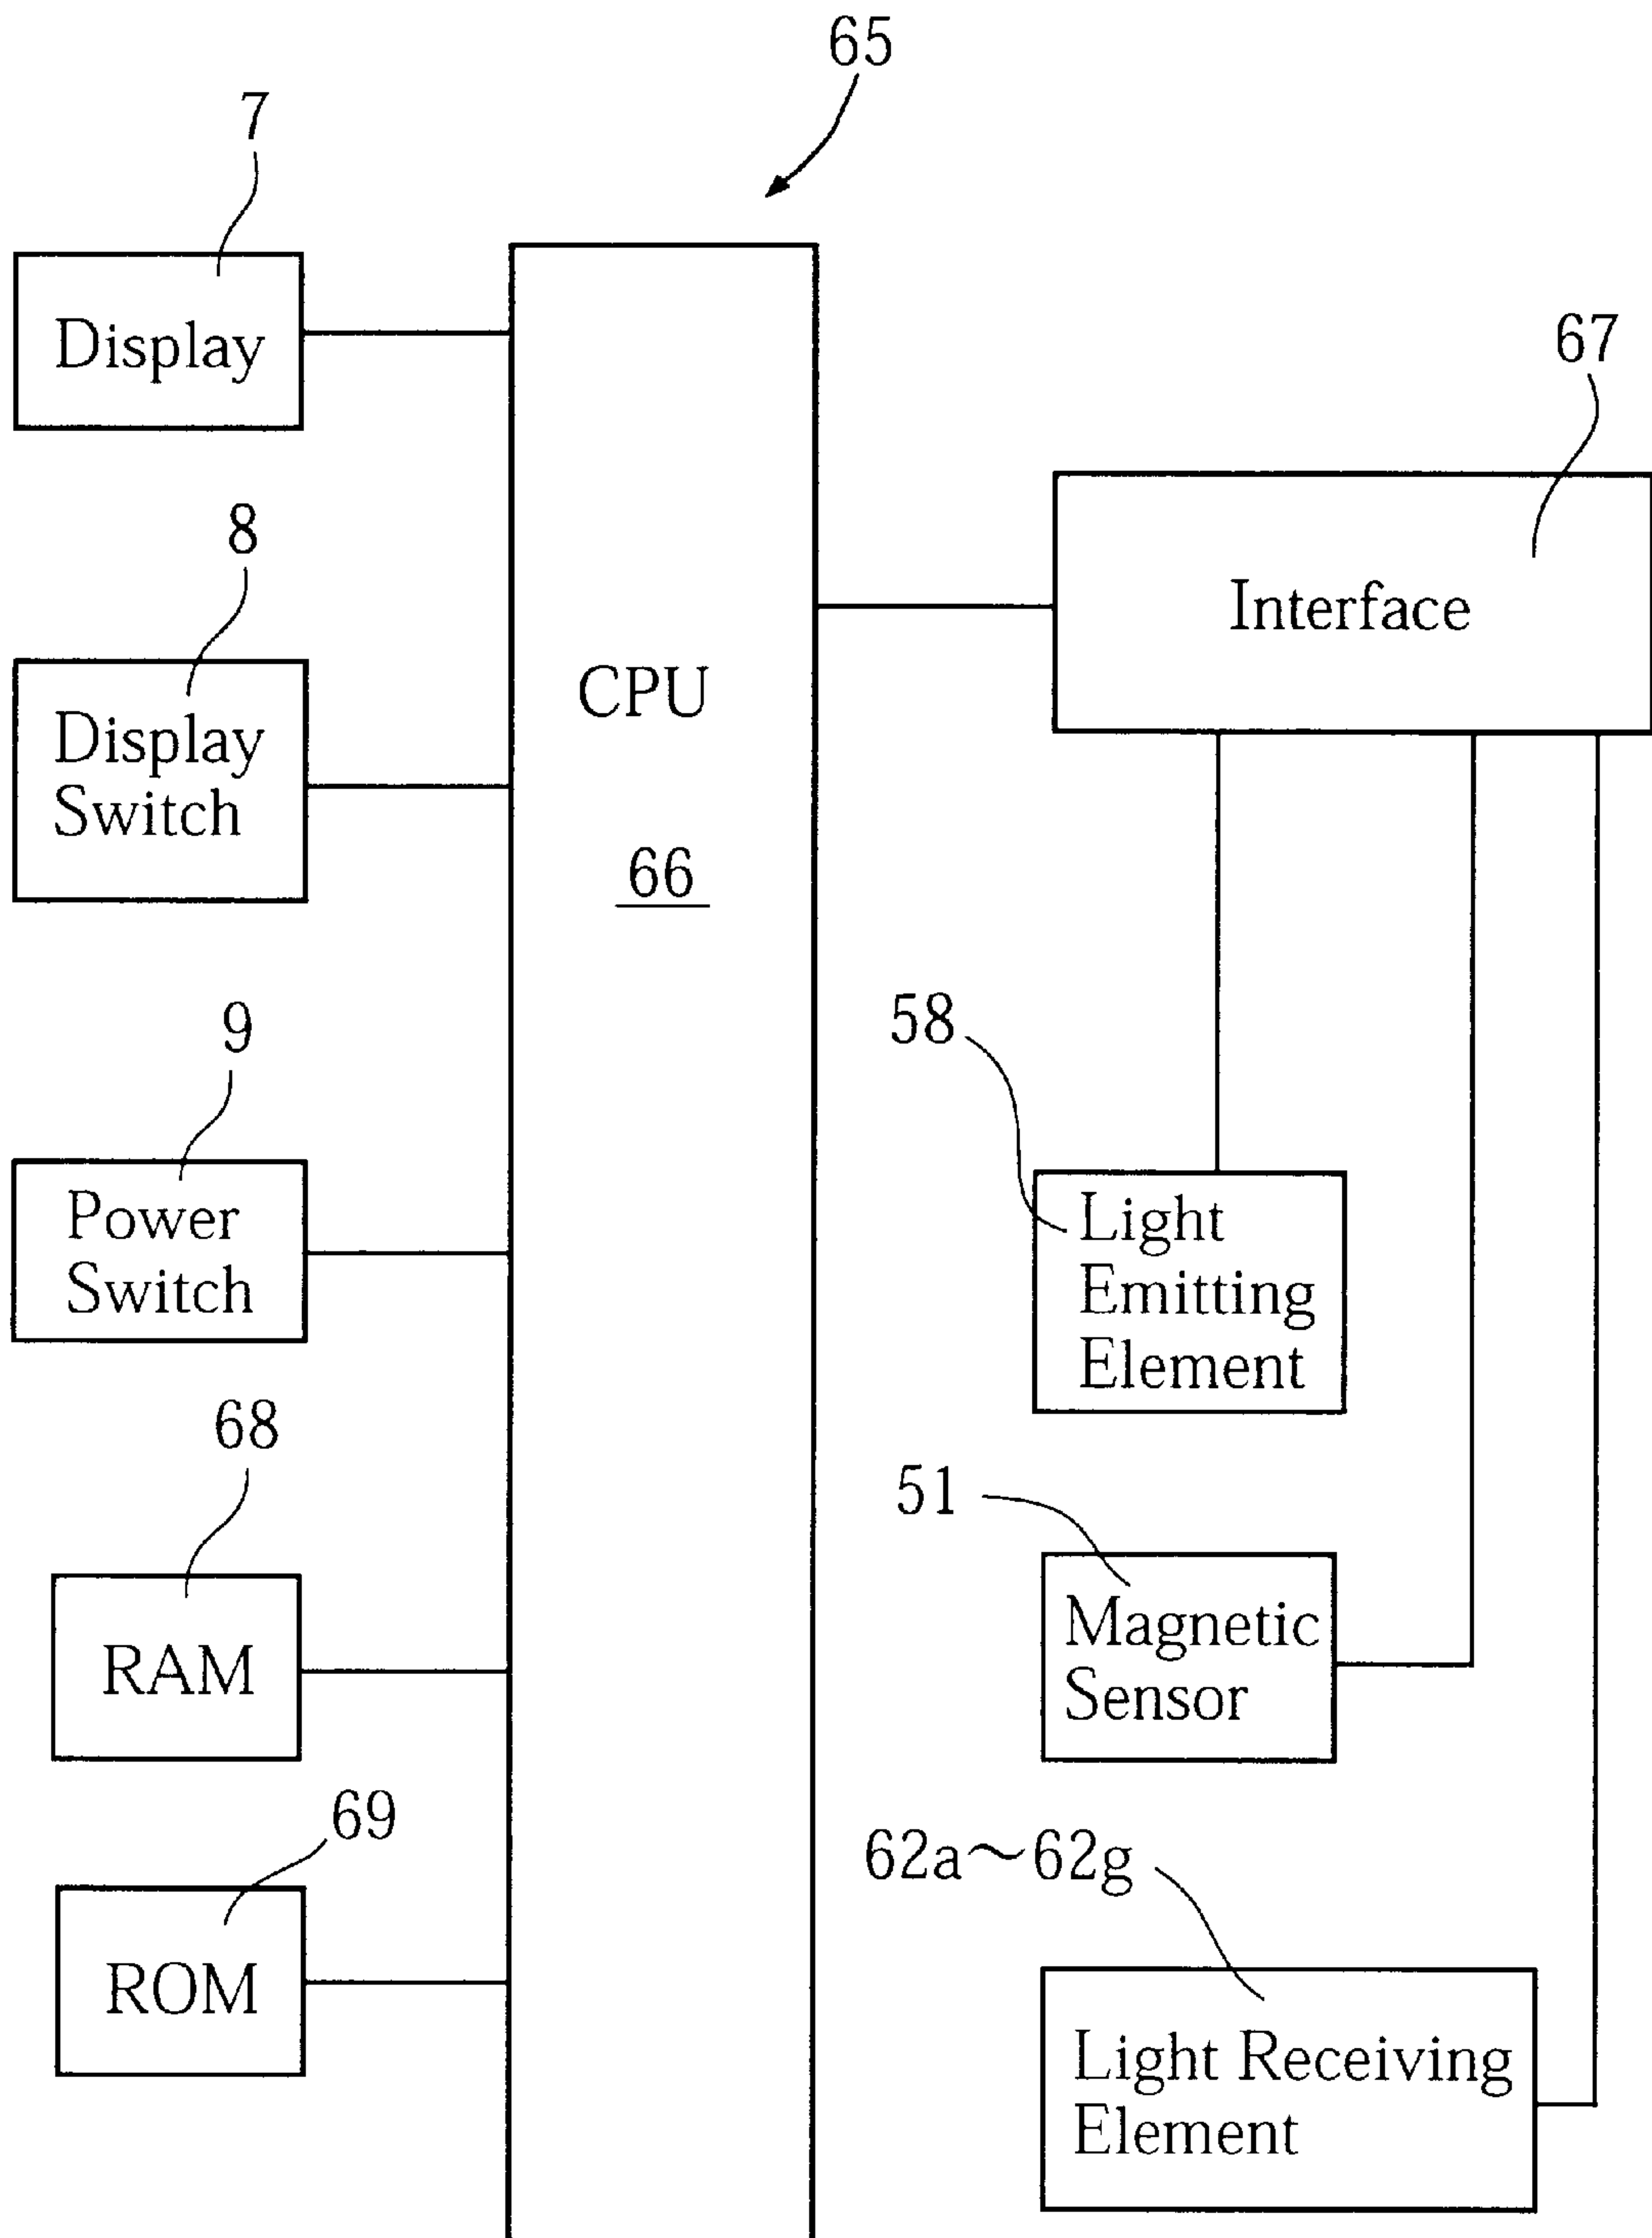 65
7
Display
67
Interface
8
Display
Switch
CPU
66
9
Power
Switch
58
Light
Emitting
Element
68
RAM
51
Magnetic
Sensor
69
ROM
62a～62g
Light Receiving
Element